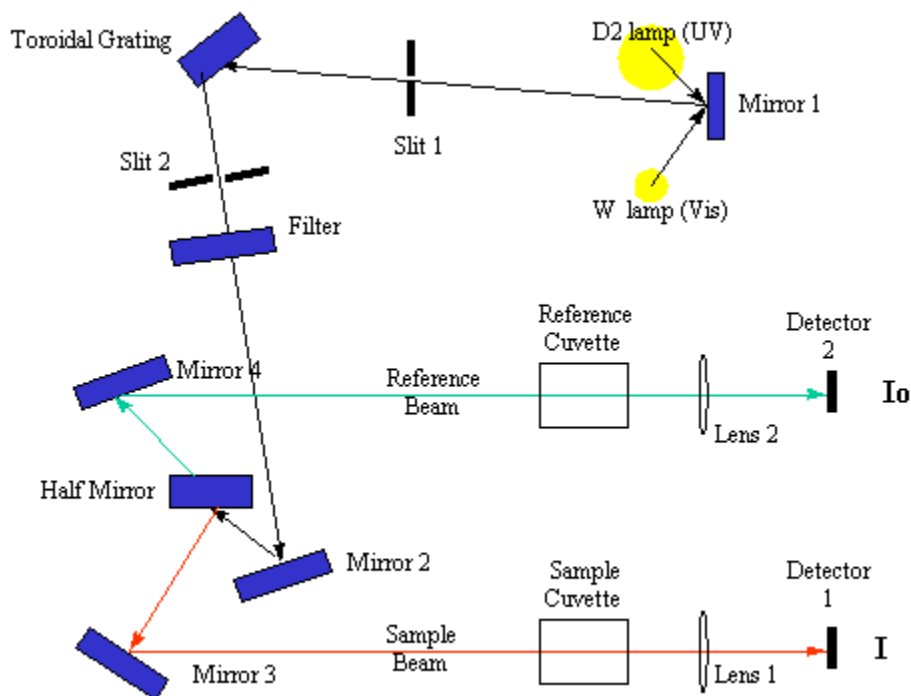 Toroidal Grating
D2 lamp (UV)
Mirror 1
Slit 1
Slit 2
W lamp (Vis)
Filter
Reference
Cuvette
Detector
2
Mirror 4
Reference
Beam
Io
Lens 2
Half Mirror
Mirror 2
Sample
Cuvette
Detector
1
Sample
Beam
I
Mirror 3
Lens 1